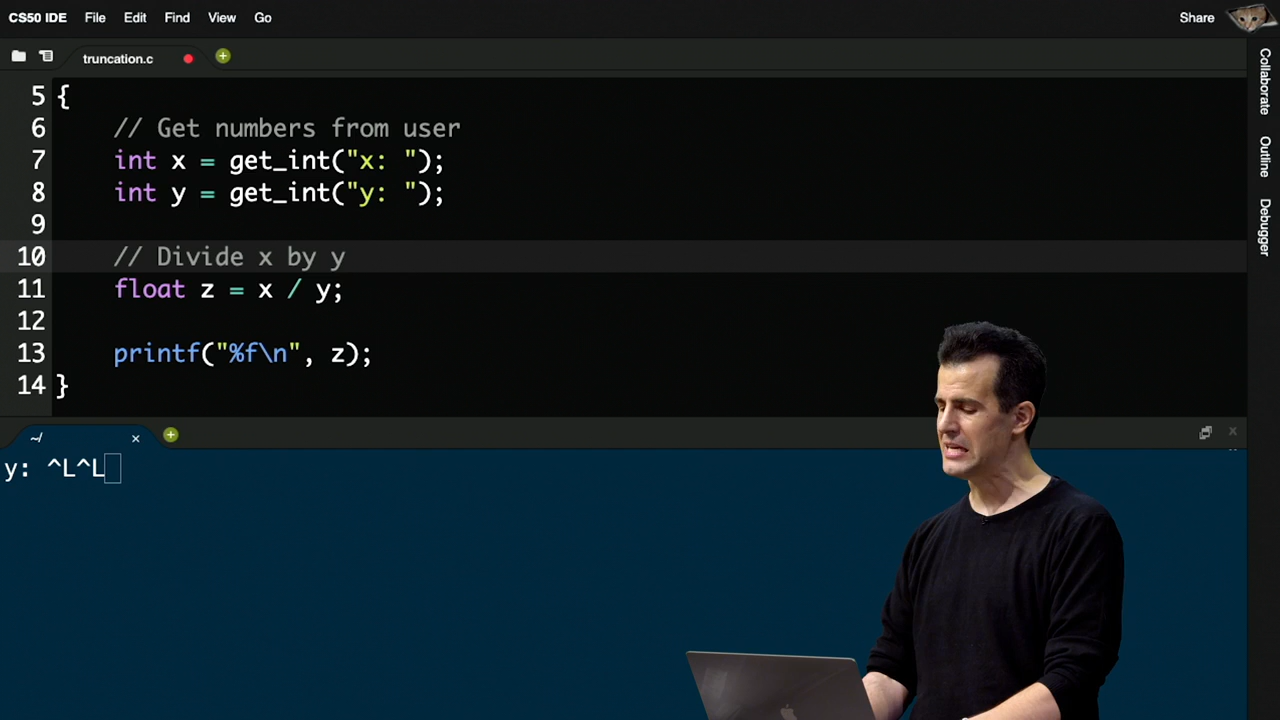 CS50 IDE File Edit Find View Go Share
truncation.c
Collaborate
Outline
Debugger
5 {
6 // Get numbers from user
7 int x = get_int("x: ");
8 int y = get_int("y: ");
9
10 // Divide x by y
11 float z = x / y;
12
13 printf("%f\n", z);
14 }
~/
y: ^L^L